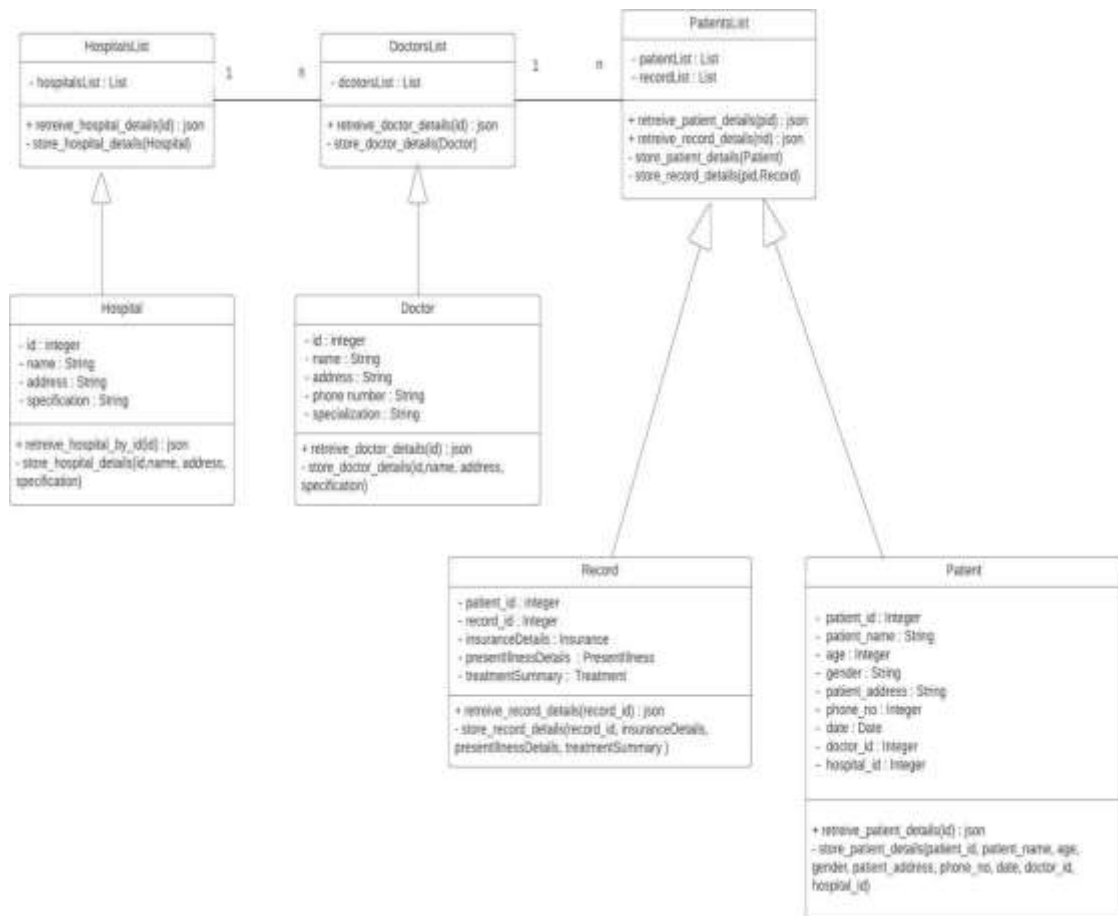 HospitalsList
- hospitalsList : List
+ retreive_hospital_details(id) : json
- store_hospital_details(Hospital)
1
n
DoctorsList
- dcotorsList : List
+ retreive_doctor_details(id) : json
- store_doctor_details(Doctor)
1
n
PatientsList
- patientList : List
- recordList : List
+ retreive_patient_details(pid) : json
+ retreive_record_details(rid) : json
- store_patient_details(Patient)
- store_record_details(pid,Record)
Hospital
- id : integer
- name : String
- address : String
- specification : String
+ retreive_hospital_by_id(id) : json
- store_hospital_details(id,name, address,
specification)
Doctor
- id : integer
- name : String
- address : String
- phone number : String
- specialization : String
+ retreive_doctor_details(id) : json
- store_doctor_details(id,name, address,
specification)
Record
- patient_id : integer
- record_id : Integer
- insuranceDetails : Insurance
- presentIllnessDetails : PresentIllness
- treatmentSummary : Treatment
+ retreive_record_details(record_id) : json
- store_record_details(record_id, insuranceDetails,
presentIllnessDetails, treatmentSummary )
Patient
- patient_id : Integer
- patient_name : String
- age : Integer
- gender : String
- patient_address : String
- phone_no : Integer
- date : Date
- doctor_id : Integer
- hospital_id : Integer
+ retreive_patient_details(id) : json
- store_patient_details(patient_id, patient_name, age,
gender, patient_address, phone_no, date, doctor_id,
hospital_id)